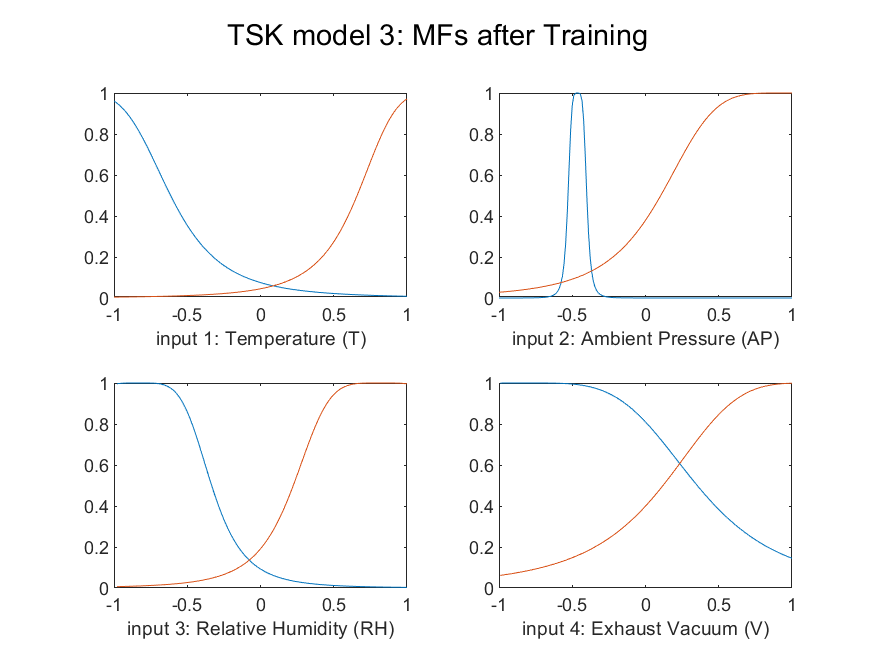 TSK model 3: MFs after Training
1
0.8
0.6
0.4
0.2
0
-1 -0.5 0 0.5 1
input 1: Temperature (T)
1
0.8
0.6
0.4
0.2
0
-1 -0.5 0 0.5 1
input 2: Ambient Pressure (AP)
1
0.8
0.6
0.4
0.2
0
-1 -0.5 0 0.5 1
input 3: Relative Humidity (RH)
1
0.8
0.6
0.4
0.2
0
-1 -0.5 0 0.5 1
input 4: Exhaust Vacuum (V)